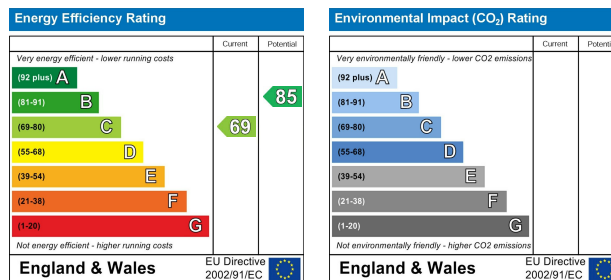 Energy Efficiency Rating
Current Potential
Very energy efficient - lower running costs
(92 plus) A
(81-91) B
85
(69-80) C
69
(55-68) D
(39-54) E
(21-38) F
(1-20) G
Not energy efficient - higher running costs
England & Wales
EU Directive
2002/91/EC
Environmental Impact (CO₂) Rating
Current Potential
Very environmentally friendly - lower CO2 emissions
(92 plus) A
(81-91) B
(69-80) C
(55-68) D
(39-54) E
(21-38) F
(1-20) G
Not environmentally friendly - higher CO2 emissions
England & Wales
EU Directive
2002/91/EC